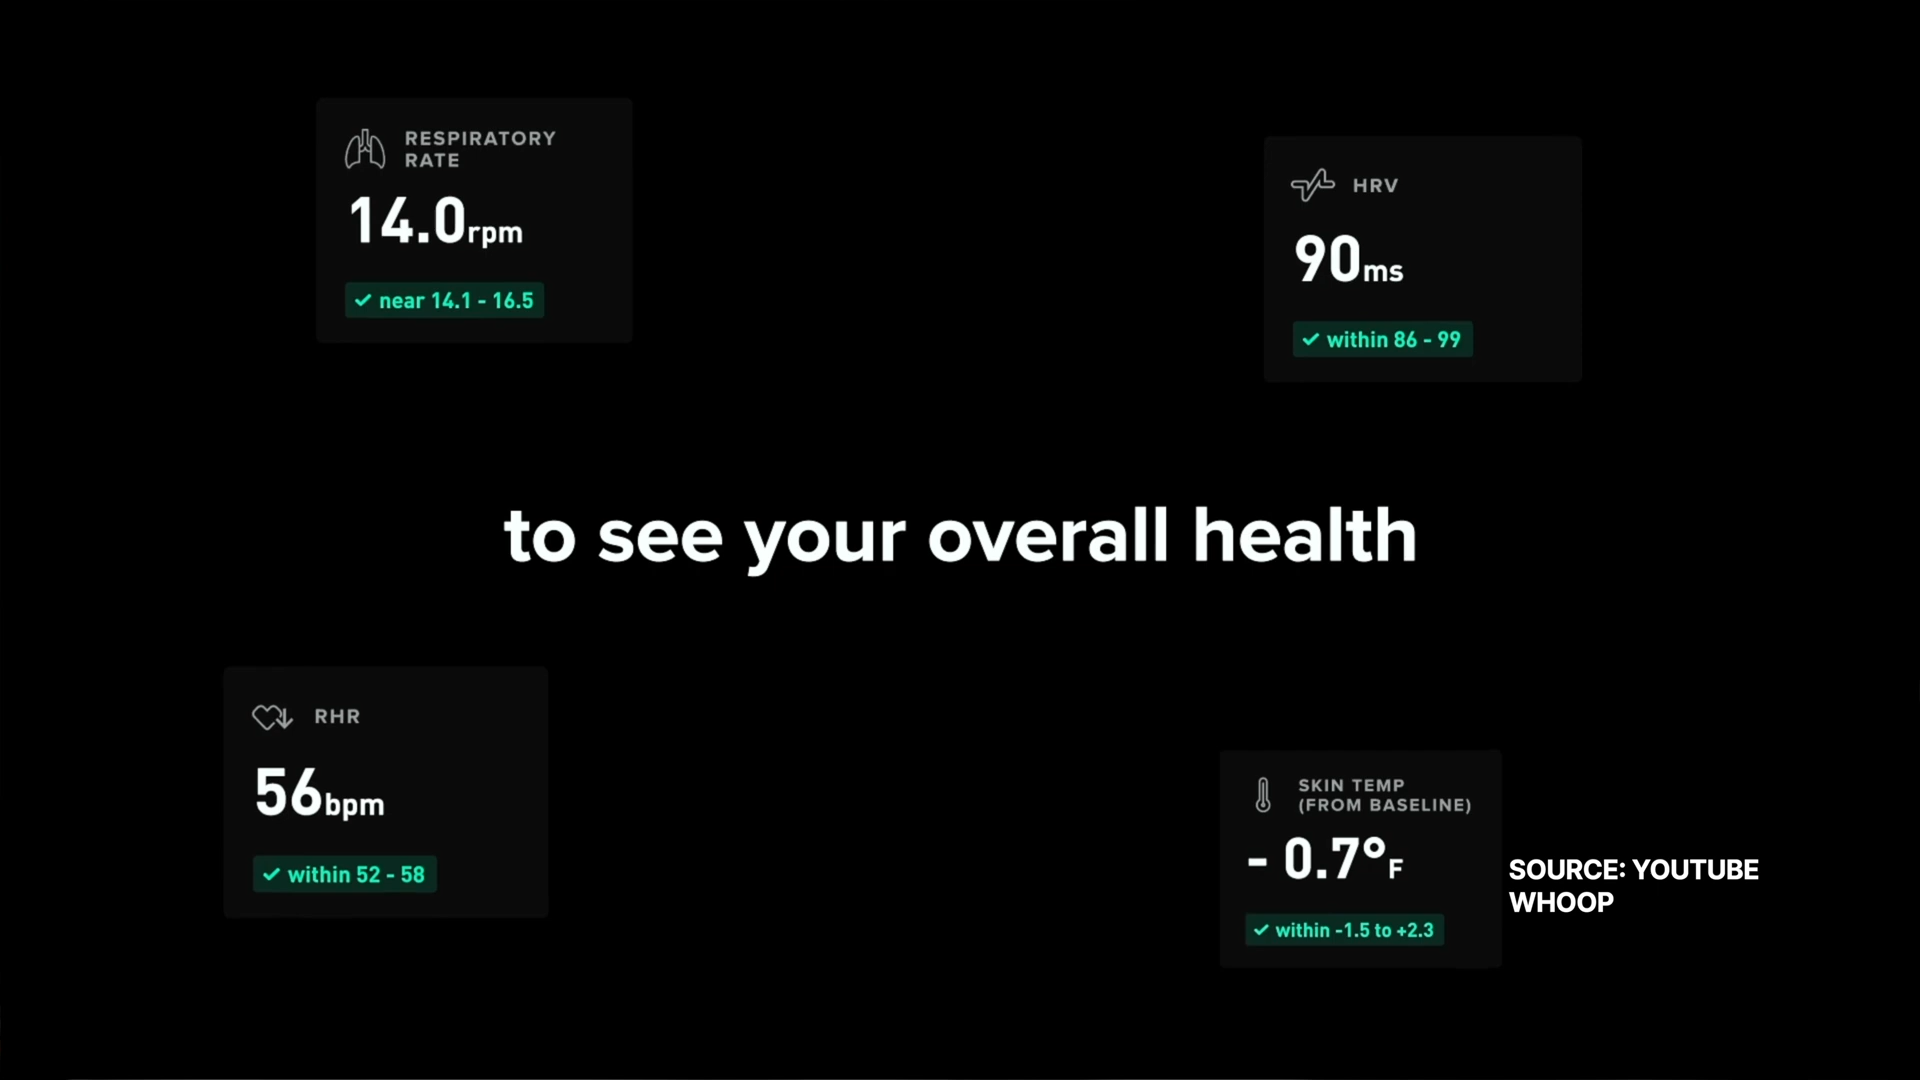 RESPIRATORY
RATE
14.0rpm
✓ near 14.1 - 16.5
HRV
90ms
✓ within 86 - 99
to see your overall health
RHR
56bpm
✓ within 52 - 58
SKIN TEMP
(FROM BASELINE)
- 0.7°F
✓ within -1.5 to +2.3
SOURCE: YOUTUBE
WHOOP